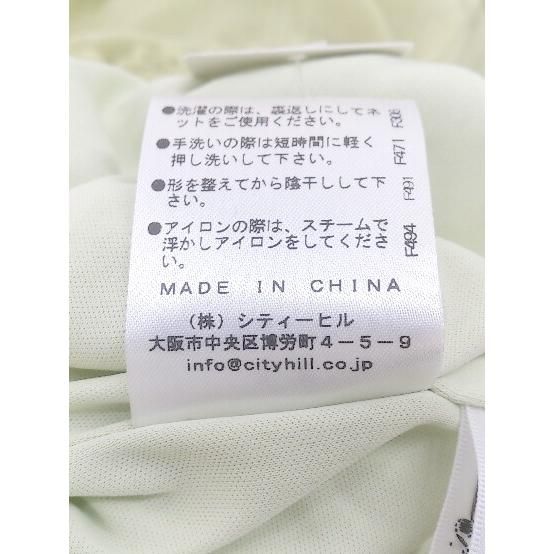 ●洗濯の際は、裏返しにしてネ
ットをご使用ください。
●手洗いの際は短時間に軽く
押し洗いして下さい。
●形を整えてから陰干しして下
さい。
●アイロンの際は、スチームで
浮かしアイロンをしてくださ
い。
MADE IN CHINA
(株) シティーヒル
大阪市中央区博労町4-5-9
info@cityhill.co.jp
F306
F471
F491
F494